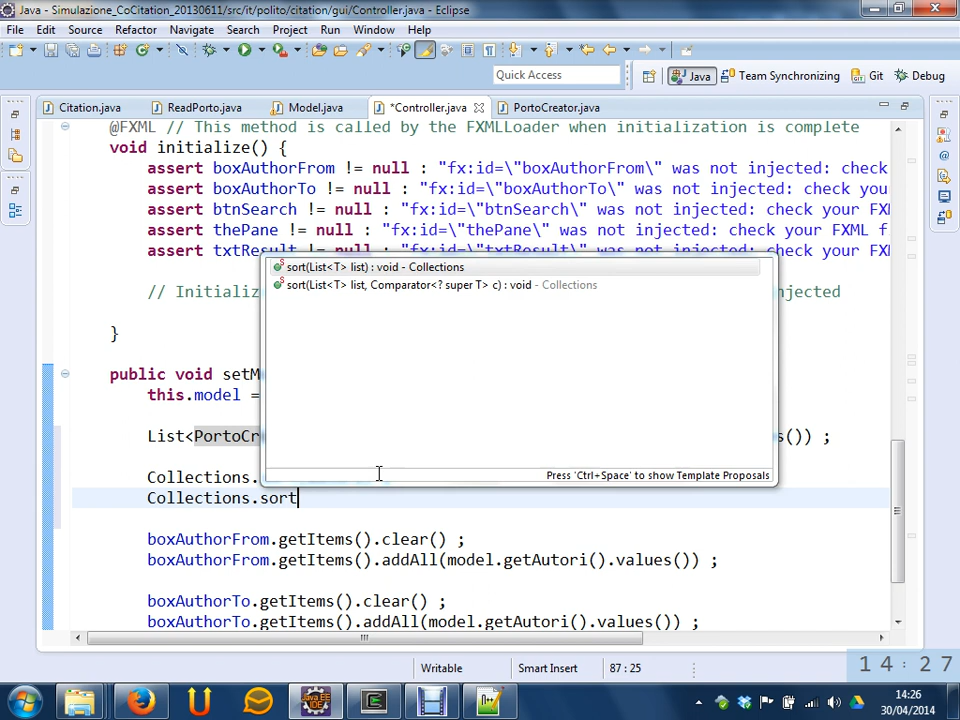 Java - Simulazione_CoCitation_20130611/src/it/polito/citation/gui/Controller.java - Eclipse
File Edit Source Refactor Navigate Search Project Run Window Help
Quick Access
Java Team Synchronizing Git Debug
Citation.java ReadPorto.java Model.java *Controller.java PortoCreator.java
@FXML // This method is called by the FXMLLoader when initialization is complete
void initialize() {
assert boxAuthorFrom != null : "fx:id=\"boxAuthorFrom\" was not injected: check
assert boxAuthorTo != null : "fx:id=\"boxAuthorTo\" was not injected: check you
assert btnSearch != null : "fx:id=\"btnSearch\" was not injected: check your FXM
assert thePane != null : "fx:id=\"thePane\" was not injected: check your FXML f
assert txtResult != null : "fx:id=\"txtResult\" was not injected: check your FXM
sort(List<T> list) : void - Collections
sort(List<T> list, Comparator<? super T> c) : void - Collections
// Initializ njected
}
public void setM
this.model =
List<PortoCr s()) ;
Collections.
Press 'Ctrl+Space' to show Template Proposals
Collections.sort
boxAuthorFrom.getItems().clear() ;
boxAuthorFrom.getItems().addAll(model.getAutori().values()) ;
boxAuthorTo.getItems().clear() ;
boxAuthorTo.getItems().addAll(model.getAutori().values()) ;
Writable Smart Insert 87 : 25
14:27
Java EE
IDE
14:26
30/04/2014